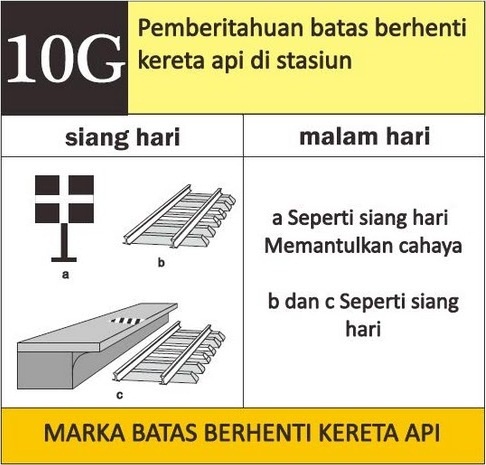 10G
Pemberitahuan batas berhenti
kereta api di stasiun
siang hari
malam hari
a
b
c
a Seperti siang hari
Memantulkan cahaya
b dan c Seperti siang
hari
MARKA BATAS BERHENTI KERETA API